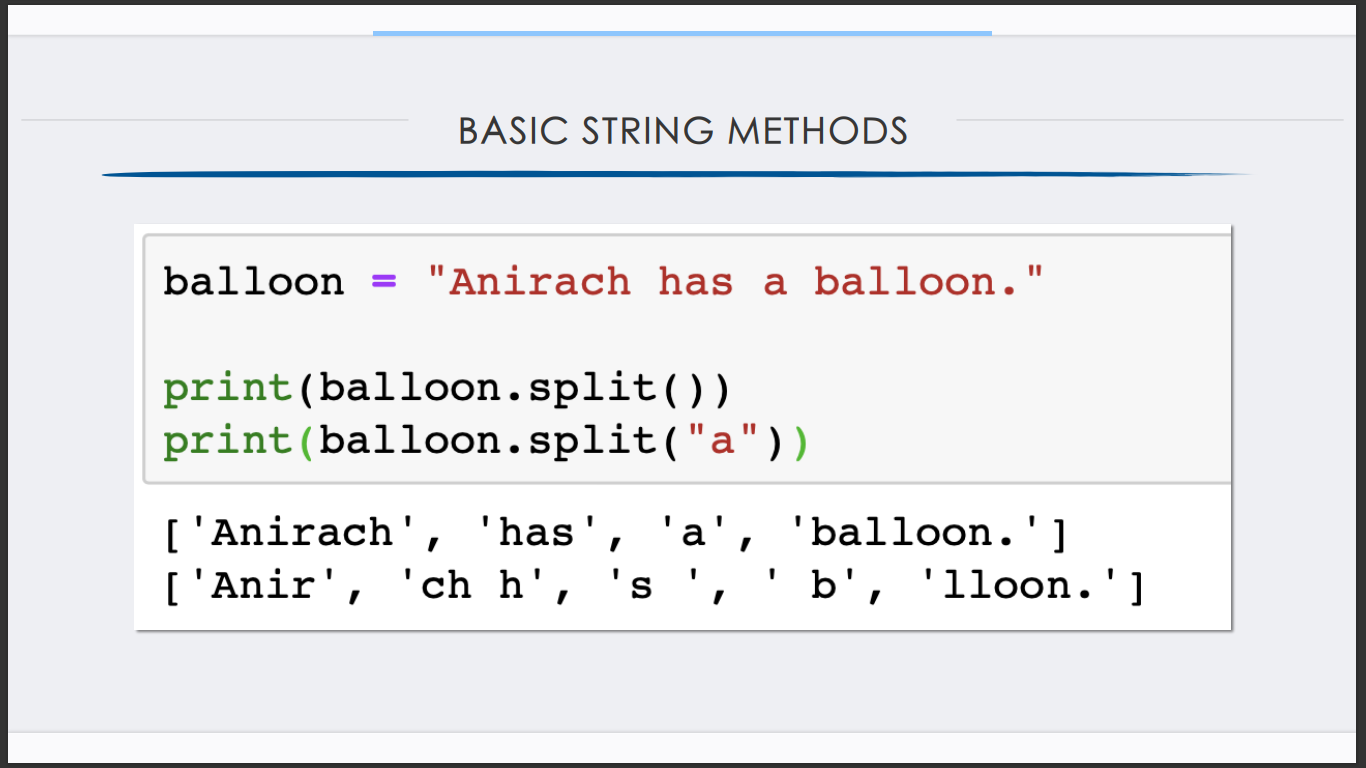 BASIC STRING METHODS
balloon = "Anirach has a balloon."
print(balloon.split())
print(balloon.split("a"))
['Anirach', 'has', 'a', 'balloon.']
['Anir', 'ch h', 's ', ' b', 'lloon.']